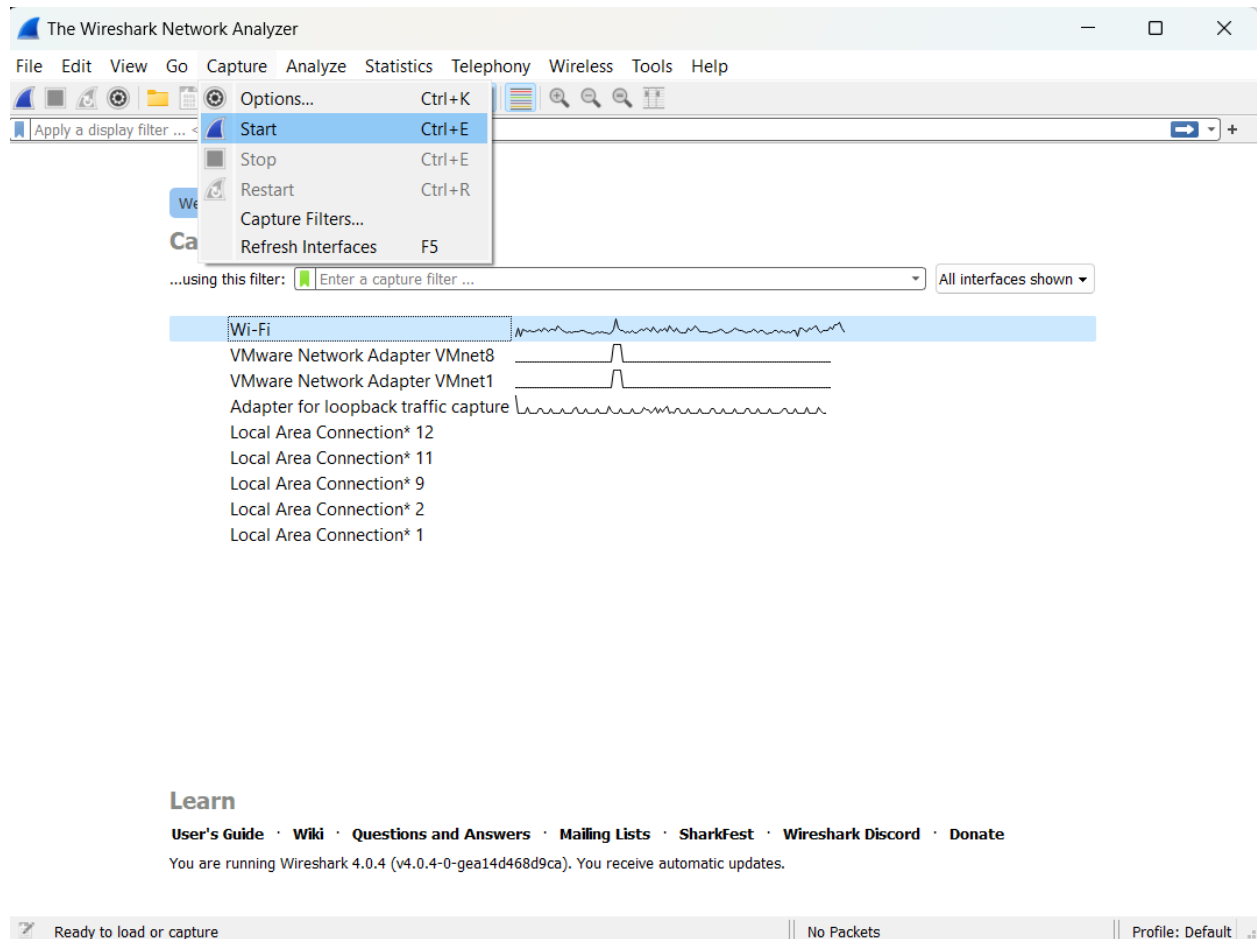 The Wireshark Network Analyzer
File Edit View Go Capture Analyze Statistics Telephony Wireless Tools Help
Options... Ctrl+K
Start Ctrl+E
Stop Ctrl+E
Restart Ctrl+R
Capture Filters...
Refresh Interfaces F5
Apply a display filter ... <
+
We
Ca
...using this filter: Enter a capture filter ... All interfaces shown
Wi-Fi
VMware Network Adapter VMnet8
VMware Network Adapter VMnet1
Adapter for loopback traffic capture
Local Area Connection* 12
Local Area Connection* 11
Local Area Connection* 9
Local Area Connection* 2
Local Area Connection* 1
Learn
User's Guide · Wiki · Questions and Answers · Mailing Lists · SharkFest · Wireshark Discord · Donate
You are running Wireshark 4.0.4 (v4.0.4-0-gea14d468d9ca). You receive automatic updates.
Ready to load or capture No Packets Profile: Default